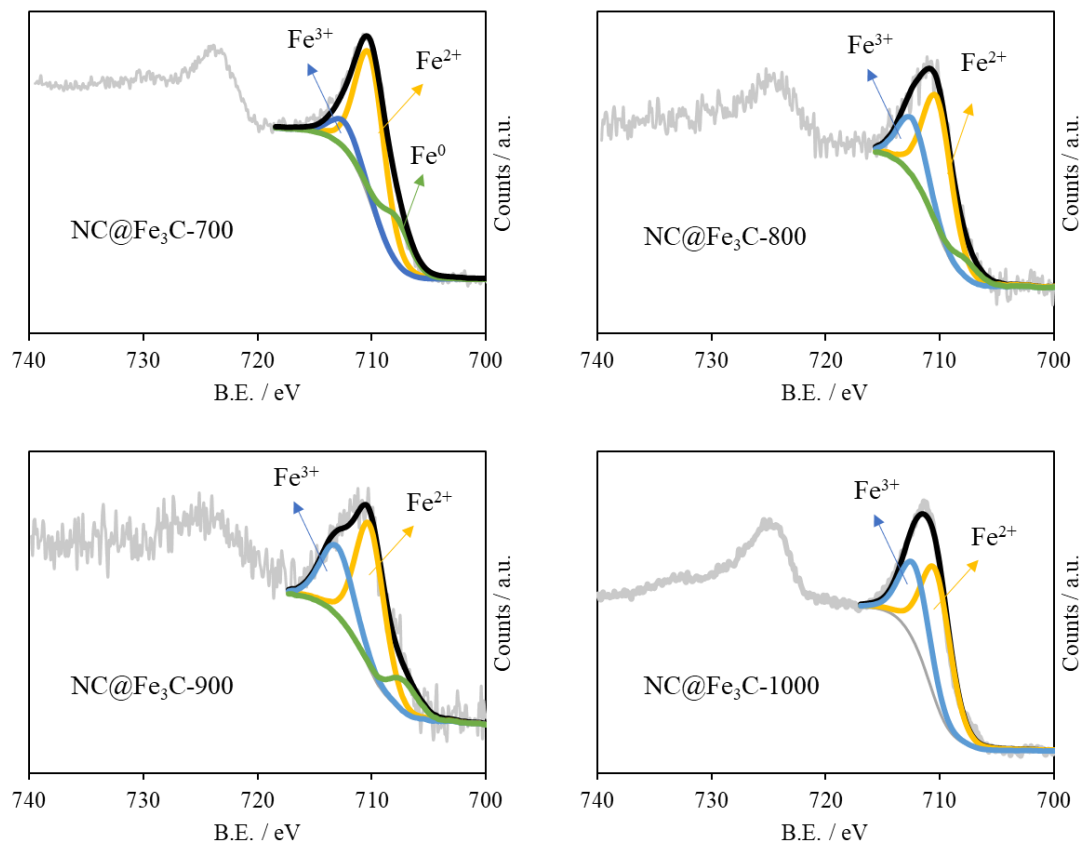 Fe³⁺
Fe²⁺
Fe⁰
NC@Fe₃C-700
Counts / a.u.
740 730 720 710 700
B.E. / eV
Fe³⁺
Fe²⁺
NC@Fe₃C-800
Counts / a.u.
740 730 720 710 700
B.E. / eV
Fe³⁺
Fe²⁺
NC@Fe₃C-900
Counts / a.u.
740 730 720 710 700
B.E. / eV
Fe³⁺
Fe²⁺
NC@Fe₃C-1000
Counts / a.u.
740 730 720 710 700
B.E. / eV